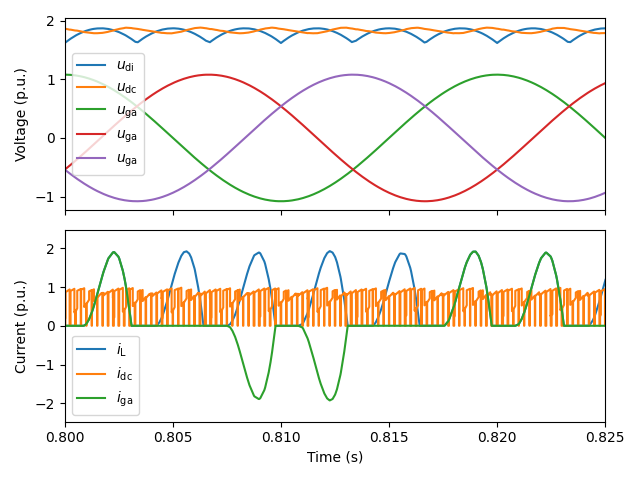 2
1
0
−1
Voltage (p.u.)
u_di
u_dc
u_ga
u_ga
u_ga
2
1
0
−1
−2
Current (p.u.)
i_L
i_dc
i_ga
0.800 0.805 0.810 0.815 0.820 0.825
Time (s)